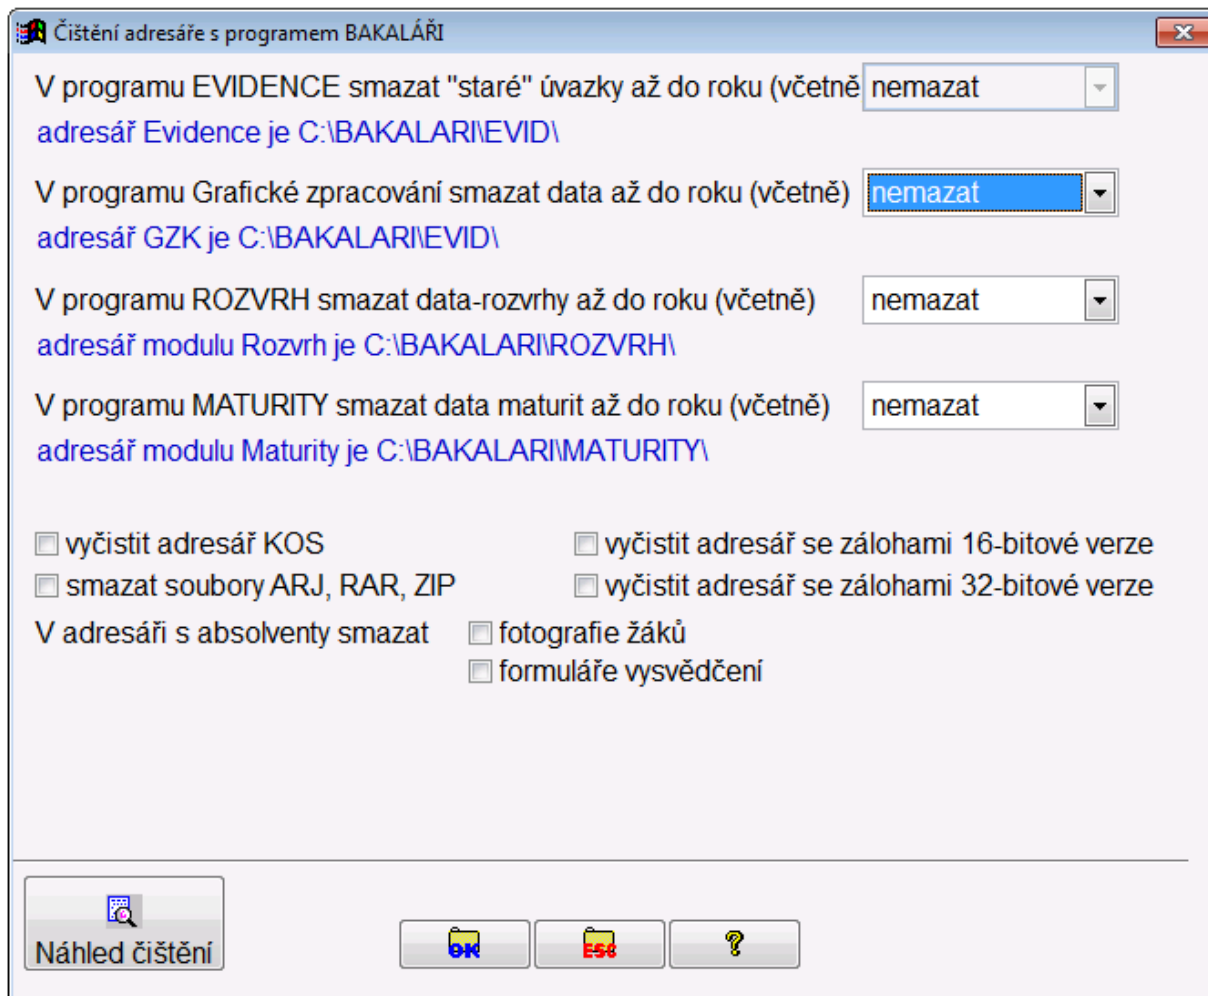 Čištění adresáře s programem BAKALÁŘI
V programu EVIDENCE smazat "staré" úvazky až do roku (včetně nemazat
adresář Evidence je C:\BAKALARI\EVID\
V programu Grafické zpracování smazat data až do roku (včetně) nemazat
adresář GZK je C:\BAKALARI\EVID\
V programu ROZVRH smazat data-rozvrhy až do roku (včetně) nemazat
adresář modulu Rozvrh je C:\BAKALARI\ROZVRH\
V programu MATURITY smazat data maturit až do roku (včetně) nemazat
adresář modulu Maturity je C:\BAKALARI\MATURITY\
vyčistit adresář KOS vyčistit adresář se zálohami 16-bitové verze
smazat soubory ARJ, RAR, ZIP vyčistit adresář se zálohami 32-bitové verze
V adresáři s absolventy smazat fotografie žáků
formuláře vysvědčení
Náhled čištění OK ESC ?